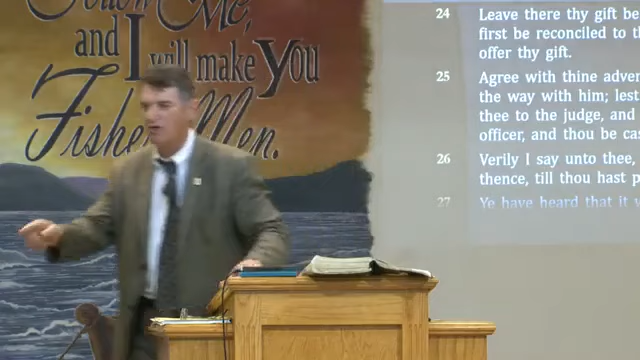 Follow Me,
and I will make you
Fishers Men.
24 Leave there thy gift be
first be reconciled to th
offer thy gift.
25 Agree with thine adver
the way with him; lest
thee to the judge, and
officer, and thou be cas
26 Verily I say unto thee,
thence, till thou hast p
27 Ye have heard that it w